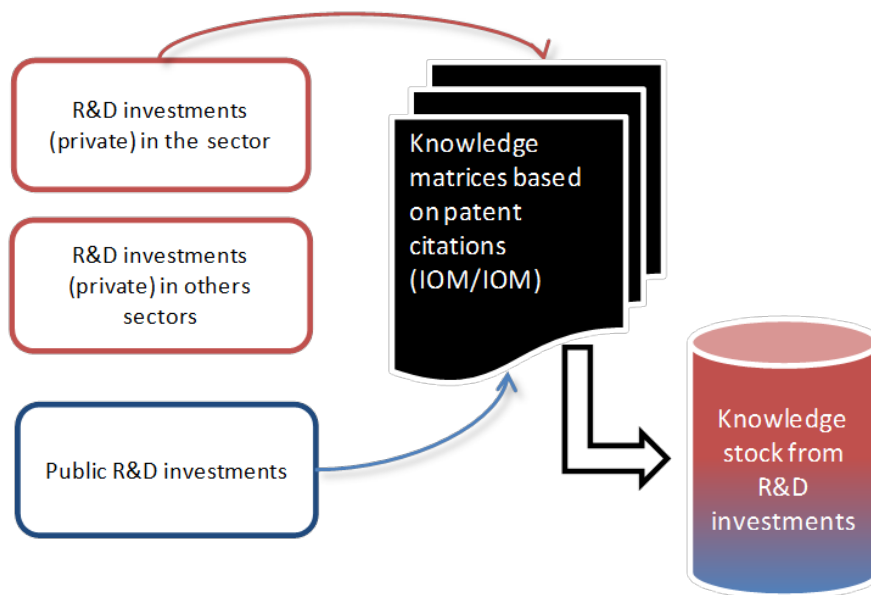 R&D investments
(private) in the sector
R&D investments
(private) in others
sectors
Public R&D investments
Knowledge
matrices based
on patent
citations
(IOM/IOM)
Knowledge
stock from
R&D
investments